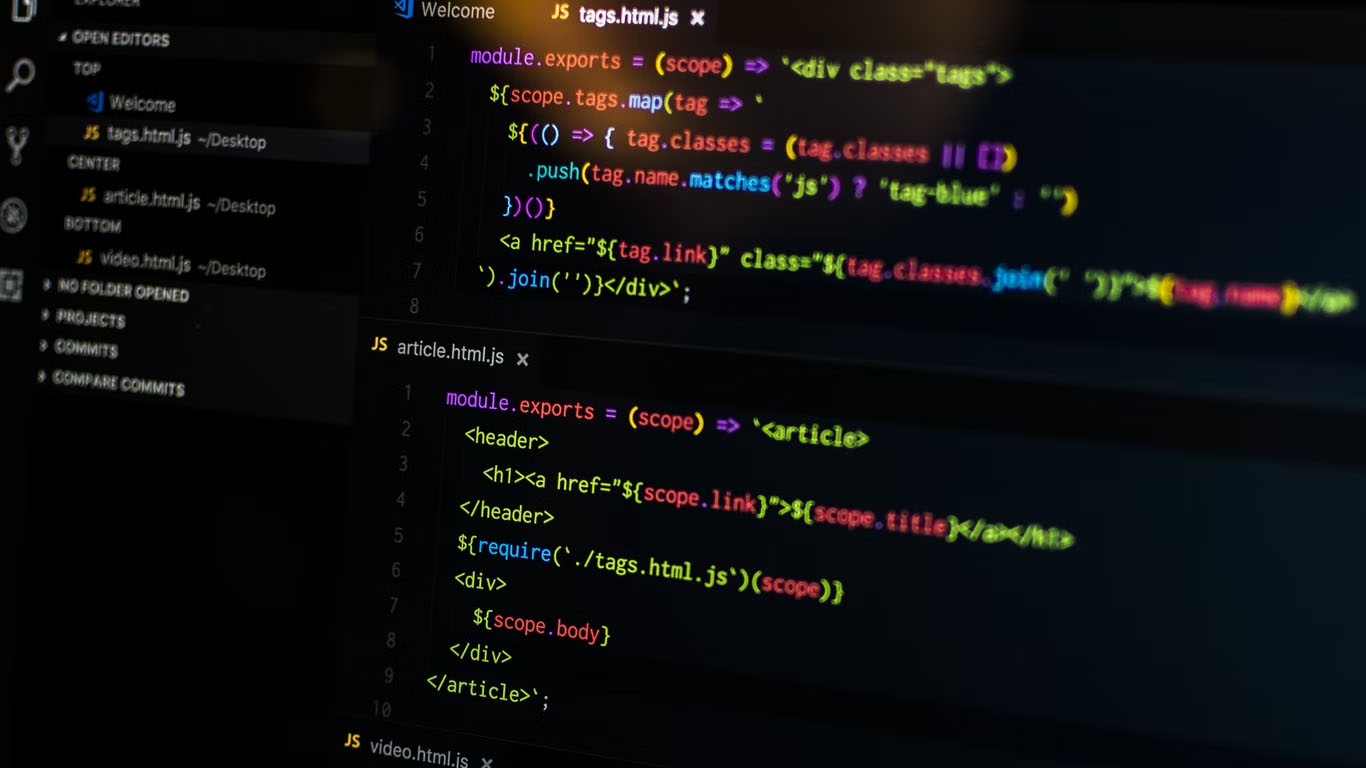 EXPLORER
OPEN EDITORS
TOP
Welcome
tags.html.js ~/Desktop
CENTER
article.html.js ~/Desktop
BOTTOM
video.html.js ~/Desktop
NO FOLDER OPENED
PROJECTS
COMMITS
COMPARE COMMITS
Welcome
JS tags.html.js ×
1 module.exports = (scope) => `<div class="tags">
2 ${scope.tags.map(tag => `
3 ${(() => { tag.classes = (tag.classes || [])
4 .push(tag.name.matches('js') ? 'tag-blue' : '')
5 })()}
6 <a href="${tag.link}" class="${tag.classes.join(' ')}">${tag.name}</a>
7 `).join('')}</div>`;
8
JS article.html.js ×
1 module.exports = (scope) => `<article>
2 <header>
3 <h1><a href="${scope.link}">${scope.title}</a></h1>
4 </header>
5 ${require(`./tags.html.js`)(scope)}
6 <div>
7 ${scope.body}
8 </div>
9 </article>`;
10
JS video.html.js ×